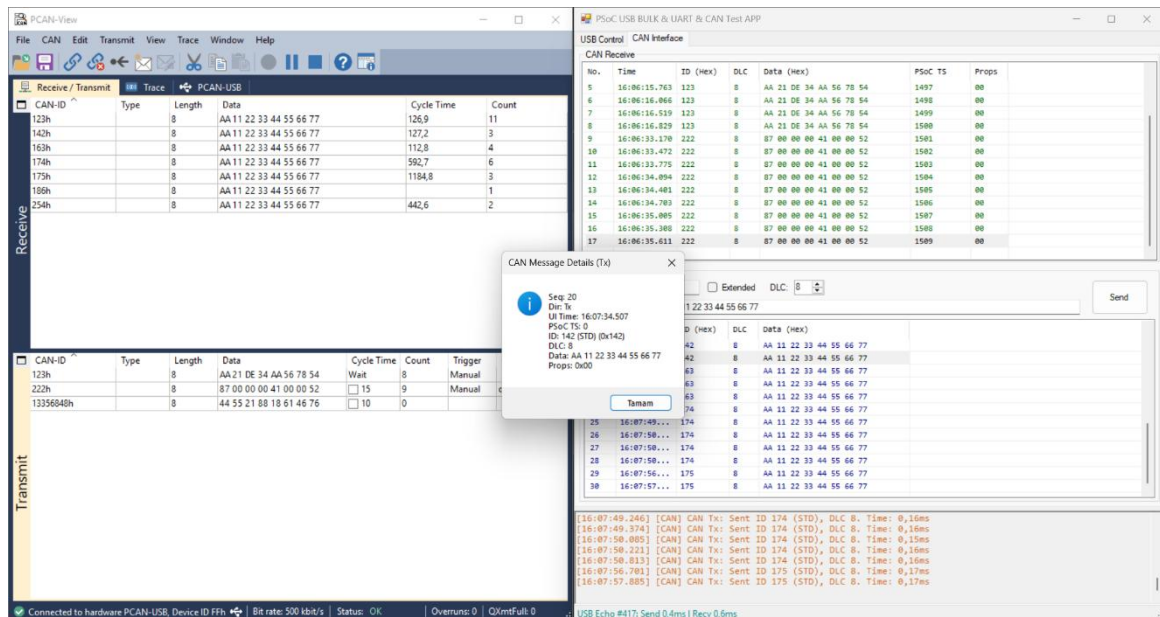 PCAN-View
File CAN Edit Transmit View Trace Window Help
Receive / Transmit Trace PCAN-USB
CAN-ID Type Length Data Cycle Time Count
123h 8 AA 11 22 33 44 55 66 77 126,9 11
142h 8 AA 11 22 33 44 55 66 77 127,2 3
163h 8 AA 11 22 33 44 55 66 77 112,8 4
174h 8 AA 11 22 33 44 55 66 77 592,7 6
175h 8 AA 11 22 33 44 55 66 77 1184,8 3
186h 8 AA 11 22 33 44 55 66 77 1
254h 8 AA 11 22 33 44 55 66 77 442,6 2
Receive
CAN-ID Type Length Data Cycle Time Count Trigger
123h 8 AA 21 DE 34 AA 56 78 54 Wait 8 Manual
222h 8 87 00 00 00 41 00 00 52 15 9 Manual
13356848h 8 44 55 21 88 18 61 46 76 10 0
Transmit
Connected to hardware PCAN-USB, Device ID FFh Bit rate: 500 kbit/s Status: OK Overruns: 0 QXmtFull: 0
PSoC USB BULK & UART & CAN Test APP
USB Control CAN Interface
CAN Receive
No. Time ID (Hex) DLC Data (Hex) PSoC TS Props
5 16:06:15.763 123 8 AA 21 DE 34 AA 56 78 54 1497 00
6 16:06:16.066 123 8 AA 21 DE 34 AA 56 78 54 1498 00
7 16:06:16.519 123 8 AA 21 DE 34 AA 56 78 54 1499 00
8 16:06:16.829 123 8 AA 21 DE 34 AA 56 78 54 1500 00
9 16:06:33.170 222 8 87 00 00 00 41 00 00 52 1501 00
10 16:06:33.472 222 8 87 00 00 00 41 00 00 52 1502 00
11 16:06:33.775 222 8 87 00 00 00 41 00 00 52 1503 00
12 16:06:34.094 222 8 87 00 00 00 41 00 00 52 1504 00
13 16:06:34.401 222 8 87 00 00 00 41 00 00 52 1505 00
14 16:06:34.703 222 8 87 00 00 00 41 00 00 52 1506 00
15 16:06:35.005 222 8 87 00 00 00 41 00 00 52 1507 00
16 16:06:35.308 222 8 87 00 00 00 41 00 00 52 1508 00
17 16:06:35.611 222 8 87 00 00 00 41 00 00 52 1509 00
CAN Message Details (Tx)
Seq: 20
Dir: Tx
UI Time: 16:07:34.507
PSoC TS: 0
ID: 142 (STD) (0x142)
DLC: 8
Data: AA 11 22 33 44 55 66 77
Props: 0x00
Tamam
Extended DLC: 8 Send
1 22 33 44 55 66 77
D (Hex) DLC Data (Hex)
42 8 AA 11 22 33 44 55 66 77
42 8 AA 11 22 33 44 55 66 77
63 8 AA 11 22 33 44 55 66 77
63 8 AA 11 22 33 44 55 66 77
63 8 AA 11 22 33 44 55 66 77
74 8 AA 11 22 33 44 55 66 77
25 16:07:49... 174 8 AA 11 22 33 44 55 66 77
26 16:07:50... 174 8 AA 11 22 33 44 55 66 77
27 16:07:50... 174 8 AA 11 22 33 44 55 66 77
28 16:07:50... 174 8 AA 11 22 33 44 55 66 77
29 16:07:56... 175 8 AA 11 22 33 44 55 66 77
30 16:07:57... 175 8 AA 11 22 33 44 55 66 77
[16:07:49.246] [CAN] CAN Tx: Sent ID 174 (STD), DLC 8. Time: 0,16ms
[16:07:49.374] [CAN] CAN Tx: Sent ID 174 (STD), DLC 8. Time: 0,16ms
[16:07:50.085] [CAN] CAN Tx: Sent ID 174 (STD), DLC 8. Time: 0,15ms
[16:07:50.221] [CAN] CAN Tx: Sent ID 174 (STD), DLC 8. Time: 0,16ms
[16:07:50.813] [CAN] CAN Tx: Sent ID 174 (STD), DLC 8. Time: 0,16ms
[16:07:56.701] [CAN] CAN Tx: Sent ID 175 (STD), DLC 8. Time: 0,17ms
[16:07:57.885] [CAN] CAN Tx: Sent ID 175 (STD), DLC 8. Time: 0,17ms
USB Echo #417: Send 0.4ms | Recv 0.6ms